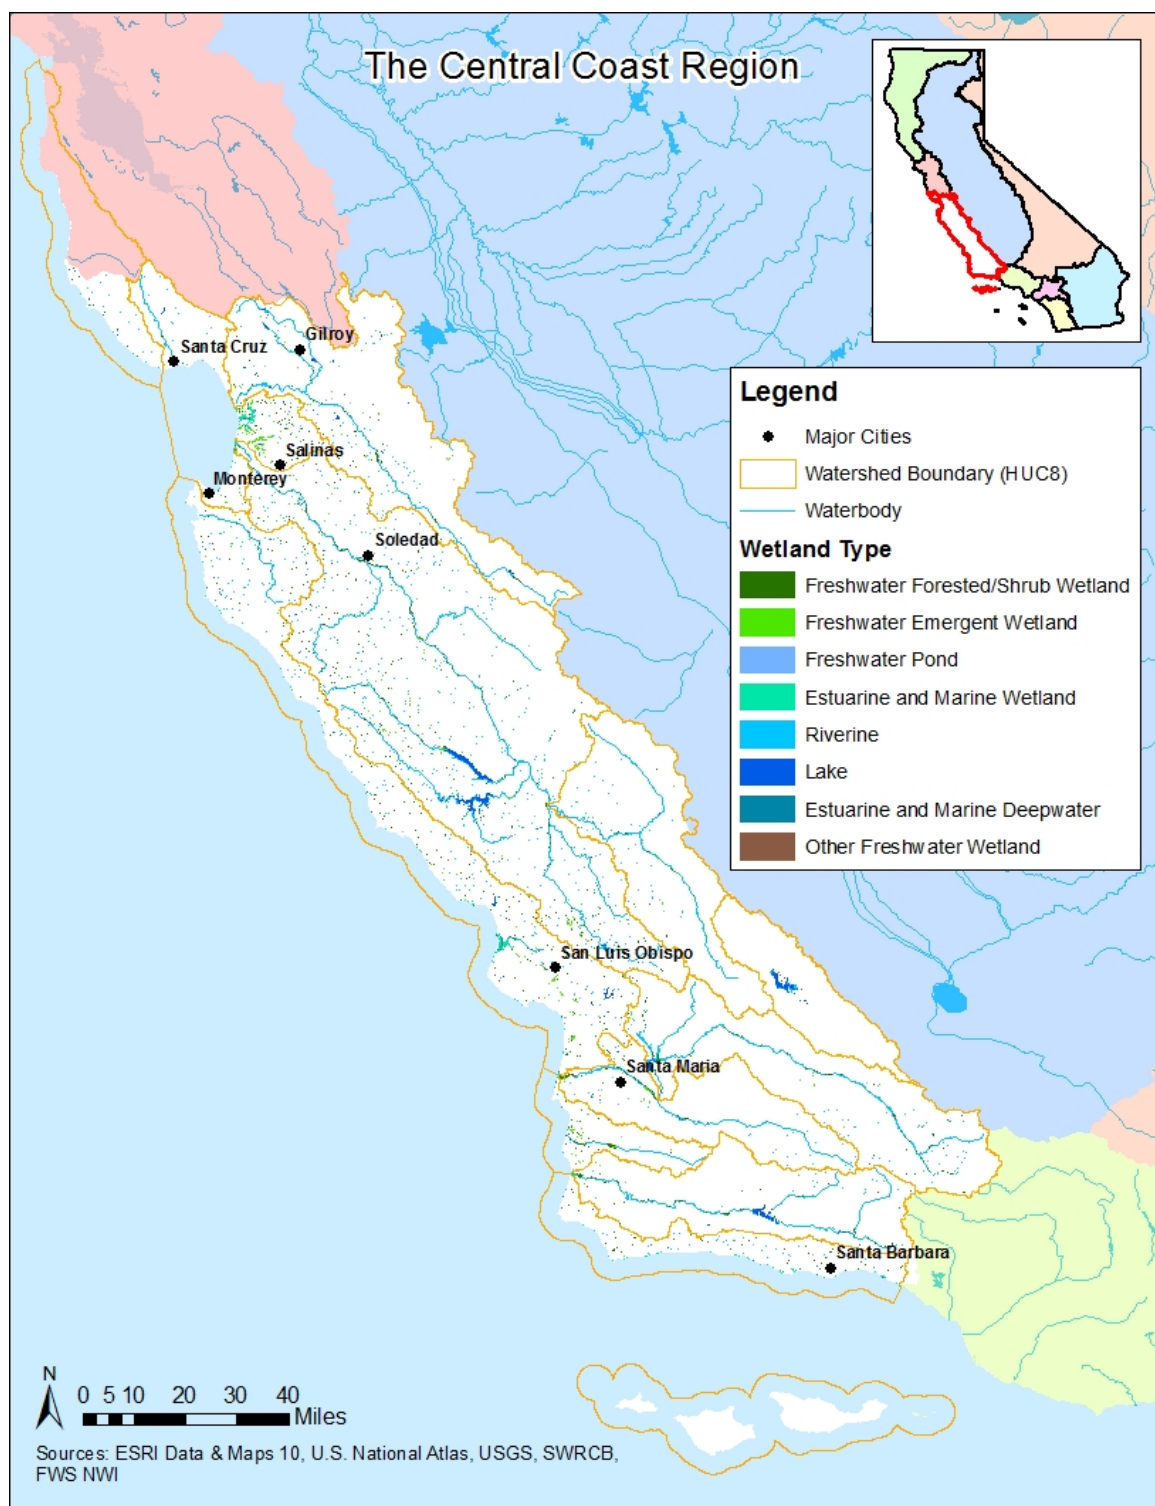 The Central Coast Region
Gilroy
Santa Cruz
Salinas
Monterey
Soledad
San Luis Obispo
Santa Maria
Santa Barbara
Legend
Major Cities
Watershed Boundary (HUC8)
Waterbody
Wetland Type
Freshwater Forested/Shrub Wetland
Freshwater Emergent Wetland
Freshwater Pond
Estuarine and Marine Wetland
Riverine
Lake
Estuarine and Marine Deepwater
Other Freshwater Wetland
N
0 5 10 20 30 40
Miles
Sources: ESRI Data & Maps 10, U.S. National Atlas, USGS, SWRCB,
FWS NWI